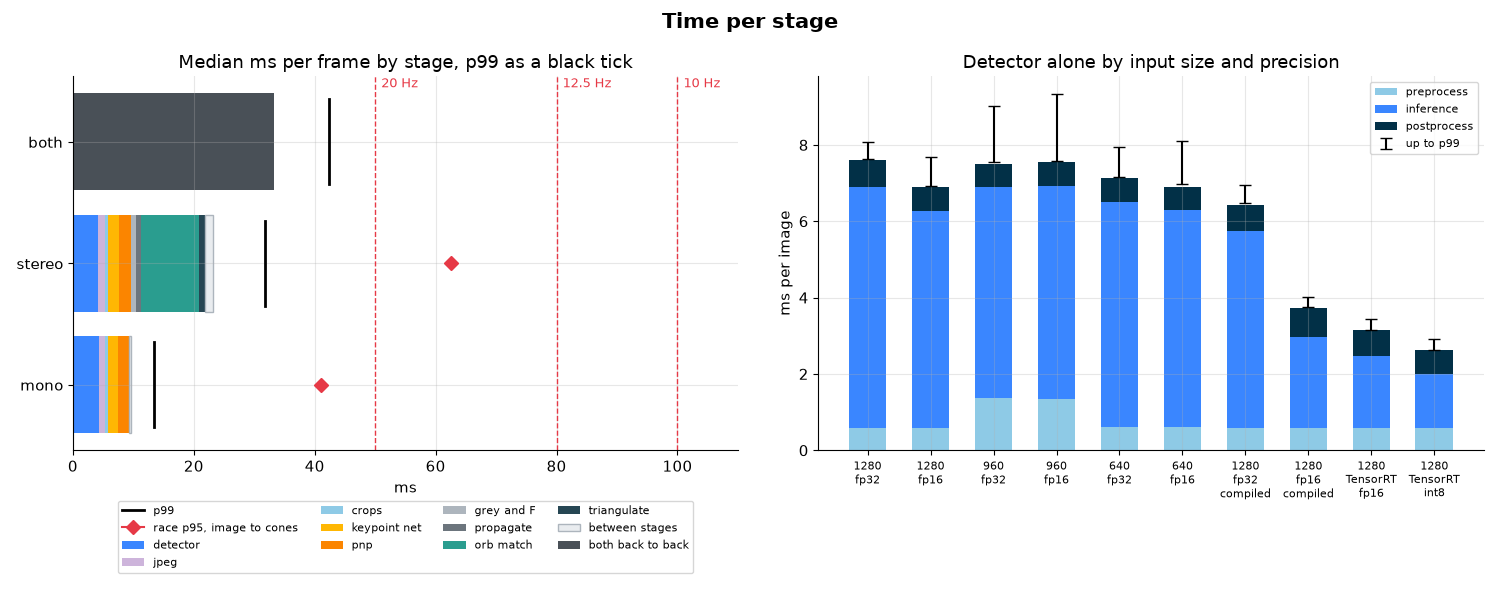 Time per stage
Median ms per frame by stage, p99 as a black tick
20 Hz
12.5 Hz
10 Hz
both
stereo
mono
0
20
40
60
80
100
ms
p99
race p95, image to cones
detector
jpeg
crops
keypoint net
pnp
grey and F
propagate
orb match
triangulate
between stages
both back to back
Detector alone by input size and precision
preprocess
inference
postprocess
up to p99
ms per image
8
6
4
2
0
1280
fp32
1280
fp16
960
fp32
960
fp16
640
fp32
640
fp16
1280
fp32
compiled
1280
fp16
compiled
1280
TensorRT
fp16
1280
TensorRT
int8